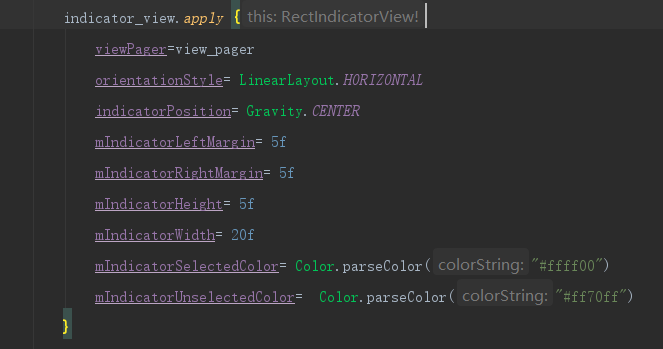 indicator_view.apply { this: RectIndicatorView!
viewPager=view_pager
orientationStyle= LinearLayout.HORIZONTAL
indicatorPosition= Gravity.CENTER
mIndicatorLeftMargin= 5f
mIndicatorRightMargin= 5f
mIndicatorHeight= 5f
mIndicatorWidth= 20f
mIndicatorSelectedColor= Color.parseColor( colorString: "#ffff00")
mIndicatorUnselectedColor=  Color.parseColor( colorString: "#ff70ff")
}